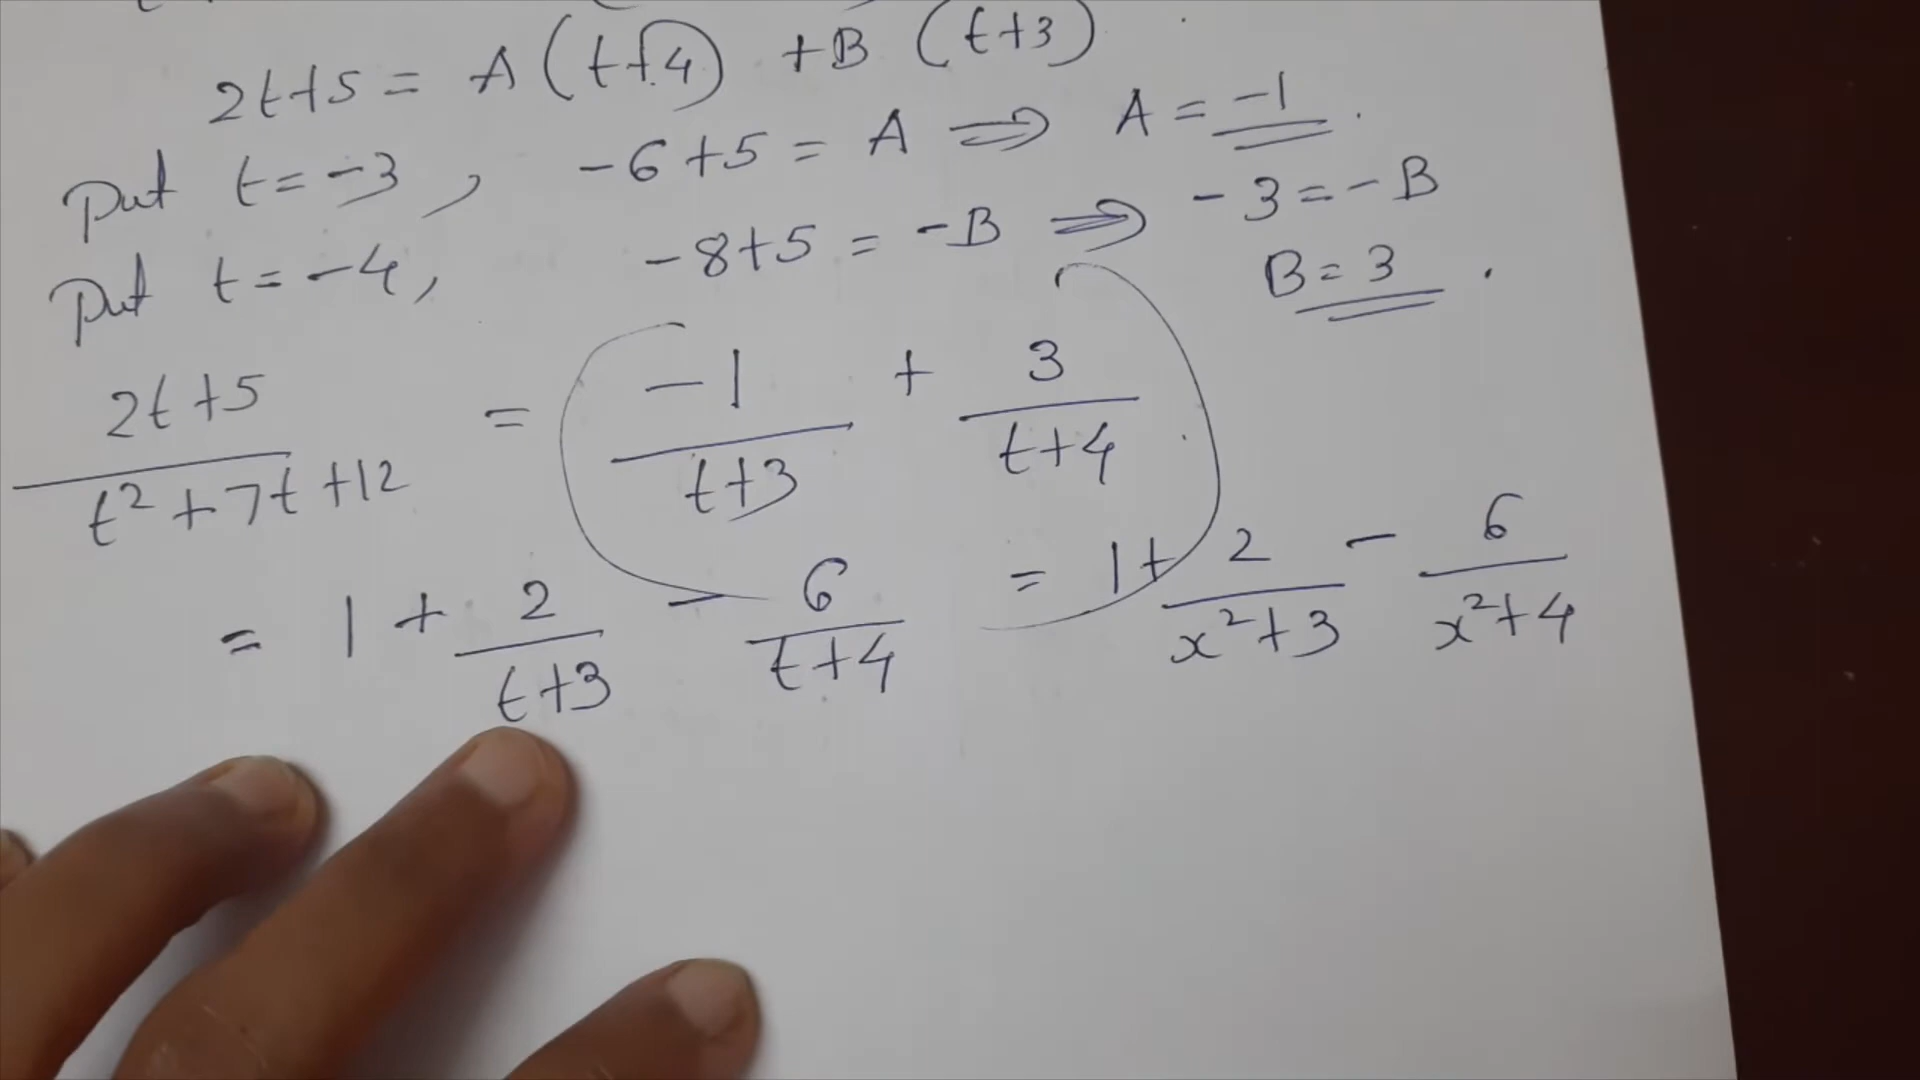 2t+5 = A(t+4) +B (t+3)
Put t=-3, -6+5 = A ⇒ A = -1.
Put t=-4, -8+5 = -B ⇒ -3=-B
B=3.
2t+5/t²+7t+12 = -1/t+3 + 3/t+4
= 1 + 2/t+3 - 6/t+4 = 1+ 2/x²+3 - 6/x²+4